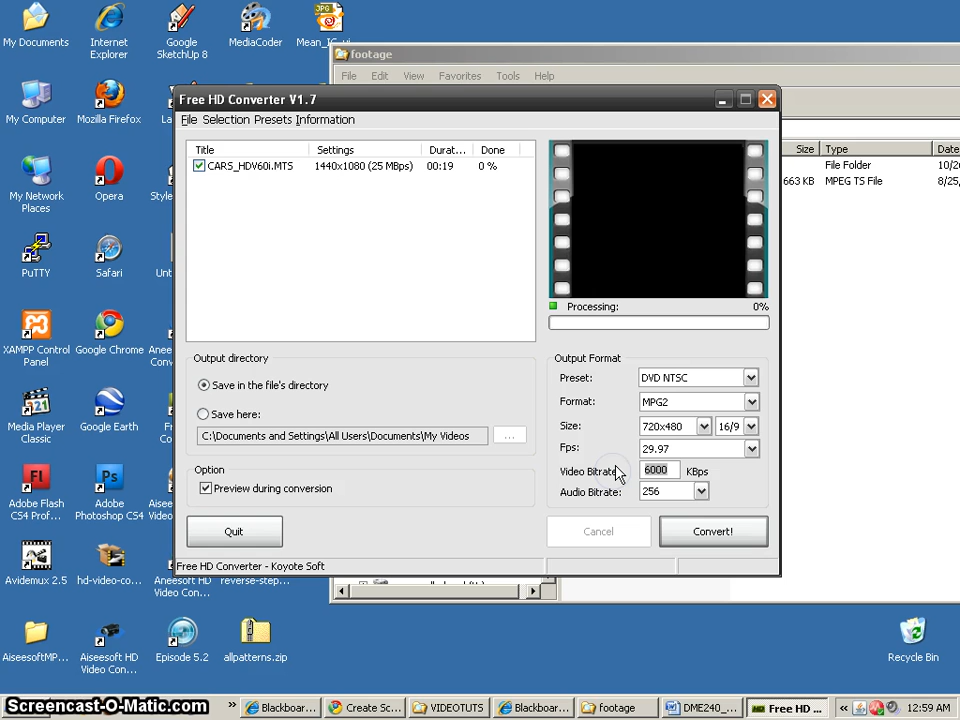 My Documents
Internet
Explorer
Google
SketchUp 8
MediaCoder
JPG
footage
File Edit View Favorites Tools Help
Free HD Converter V1.7
File Selection Presets Information
My Computer
Mozilla Firefox
Title Settings Durat... Done
CARS_HDV60i.MTS 1440x1080 (25 MBps) 00:19 0 %
Size Type Date
File Folder 10/2
663 KB MPEG TS File 8/25,
My Network
Places
Opera
PuTTY
Safari
Processing: 0%
XAMPP Control
Panel
Google Chrome
Output directory
Save in the file's directory
Save here:
C:\Documents and Settings\All Users\Documents\My Videos
...
Option
Preview during conversion
Output Format
Preset: DVD NTSC
Format: MPG2
Size: 720x480 16/9
Fps: 29.97
Video Bitrate: 6000 KBps
Audio Bitrate: 256
Media Player
Classic
Google Earth
Adobe Flash
CS4 Prof...
Adobe
Photoshop CS4
Quit
Cancel
Convert!
Free HD Converter - Koyote Soft
Avidemux 2.5
hd-video-co...
Aneesoft HD
Video Con...
reverse-step...
AiseesoftMP...
Aiseesoft HD
Video Con...
Episode 5.2
allpatterns.zip
Recycle Bin
Screencast-O-Matic.com
» Blackboar... Create Sc... VIDEOTUTS Blackboar... footage DME240_... Free HD ... « 12:59 AM